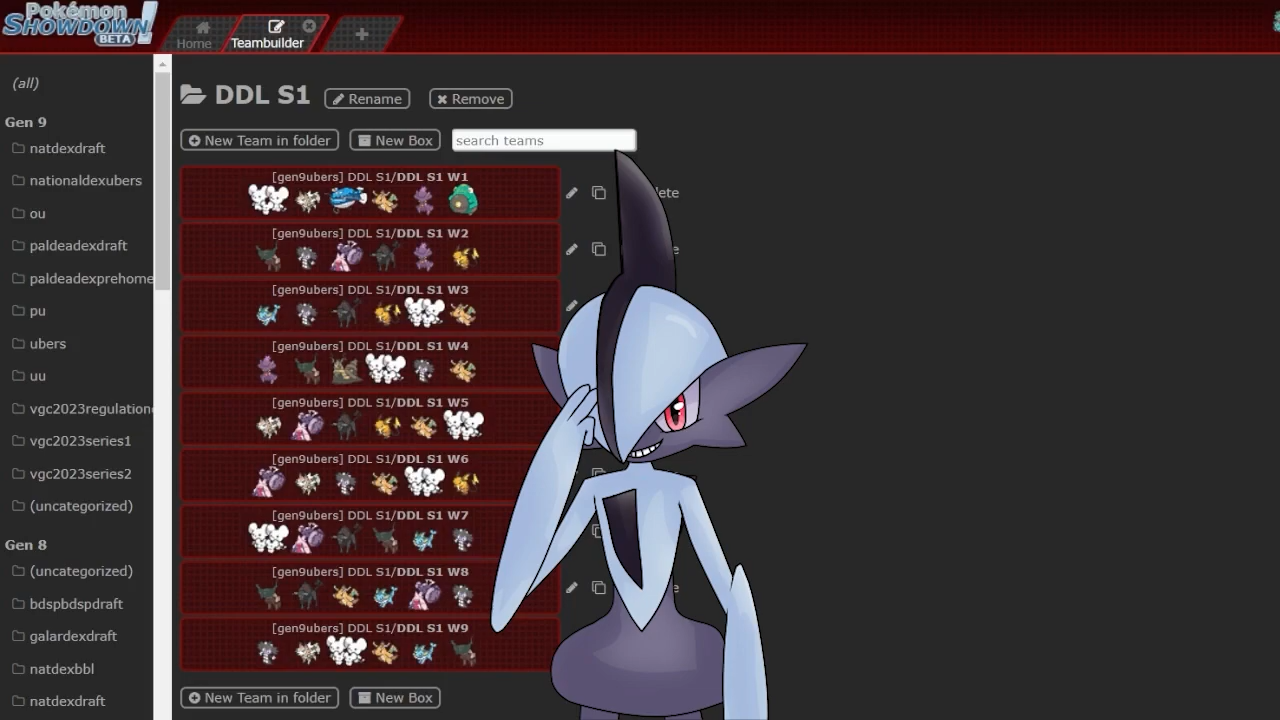 Pokémon
SHOWDOWN!
BETA
Home
Teambuilder
(all)
Gen 9
natdexdraft
nationaldexubers
ou
paldeadexdraft
paldeadexprehome
pu
ubers
uu
vgc2023regulation
vgc2023series1
vgc2023series2
(uncategorized)
Gen 8
(uncategorized)
bdspbdspdraft
galardexdraft
natdexbbl
natdexdraft
DDL S1
Rename
Remove
New Team in folder
New Box
search teams
[gen9ubers] DDL S1/DDL S1 W1
[gen9ubers] DDL S1/DDL S1 W2
[gen9ubers] DDL S1/DDL S1 W3
[gen9ubers] DDL S1/DDL S1 W4
[gen9ubers] DDL S1/DDL S1 W5
[gen9ubers] DDL S1/DDL S1 W6
[gen9ubers] DDL S1/DDL S1 W7
[gen9ubers] DDL S1/DDL S1 W8
[gen9ubers] DDL S1/DDL S1 W9
New Team in folder
New Box